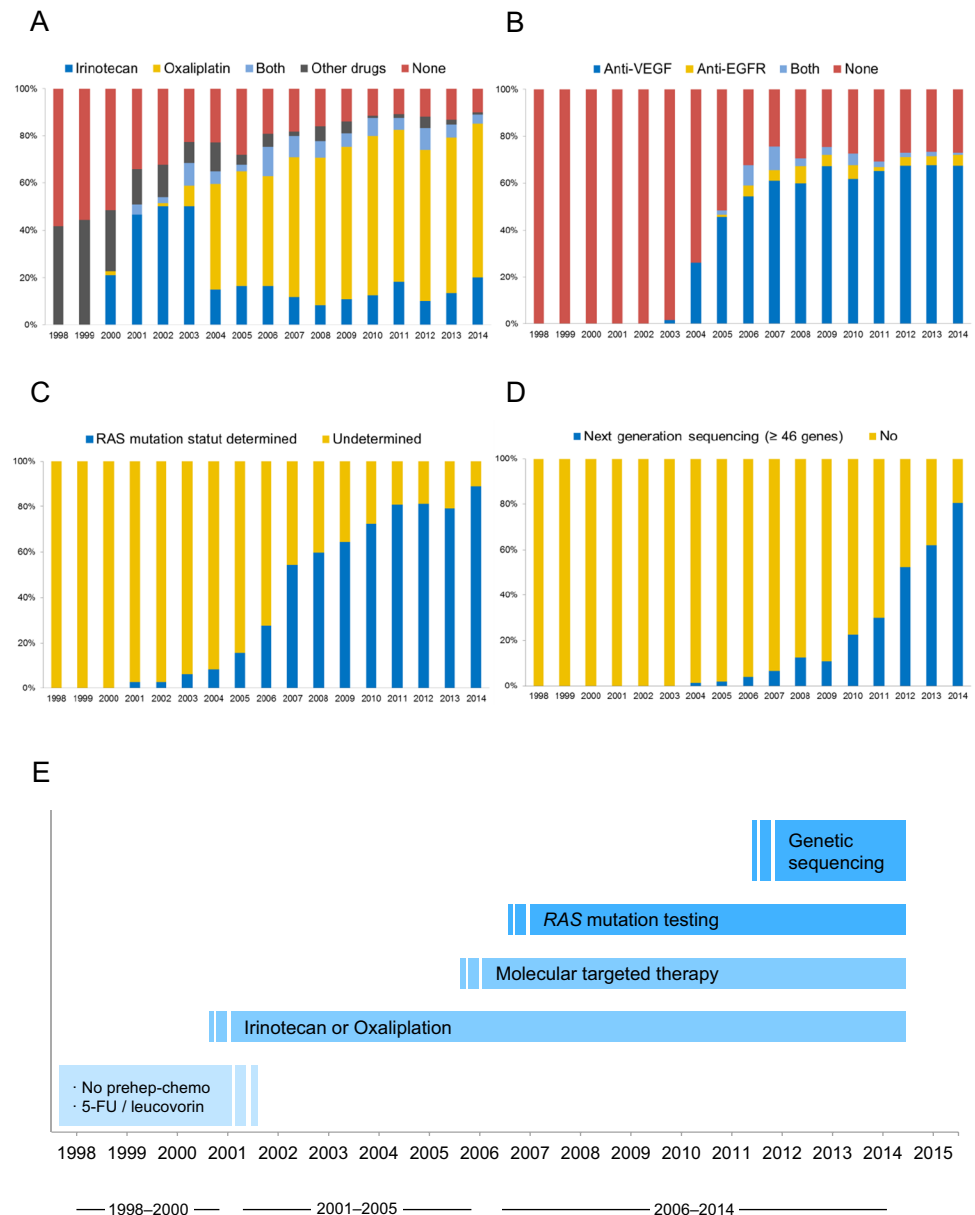 A
Irinotecan Oxaliplatin Both Other drugs None
100%
80%
60%
40%
20%
0%
1998 1999 2000 2001 2002 2003 2004 2005 2006 2007 2008 2009 2010 2011 2012 2013 2014
B
Anti-VEGF Anti-EGFR Both None
100%
80%
60%
40%
20%
0%
1998 1999 2000 2001 2002 2003 2004 2005 2006 2007 2008 2009 2010 2011 2012 2013 2014
C
RAS mutation statut determined Undetermined
100%
80%
60%
40%
20%
0%
1998 1999 2000 2001 2002 2003 2004 2005 2006 2007 2008 2009 2010 2011 2012 2013 2014
D
Next generation sequencing (≥ 46 genes) No
100%
80%
60%
40%
20%
0%
1998 1999 2000 2001 2002 2003 2004 2005 2006 2007 2008 2009 2010 2011 2012 2013 2014
E
Genetic
sequencing
RAS mutation testing
Molecular targeted therapy
Irinotecan or Oxaliplation
· No prehep-chemo
· 5-FU / leucovorin
1998 1999 2000 2001 2002 2003 2004 2005 2006 2007 2008 2009 2010 2011 2012 2013 2014 2015
1998–2000 2001–2005 2006–2014